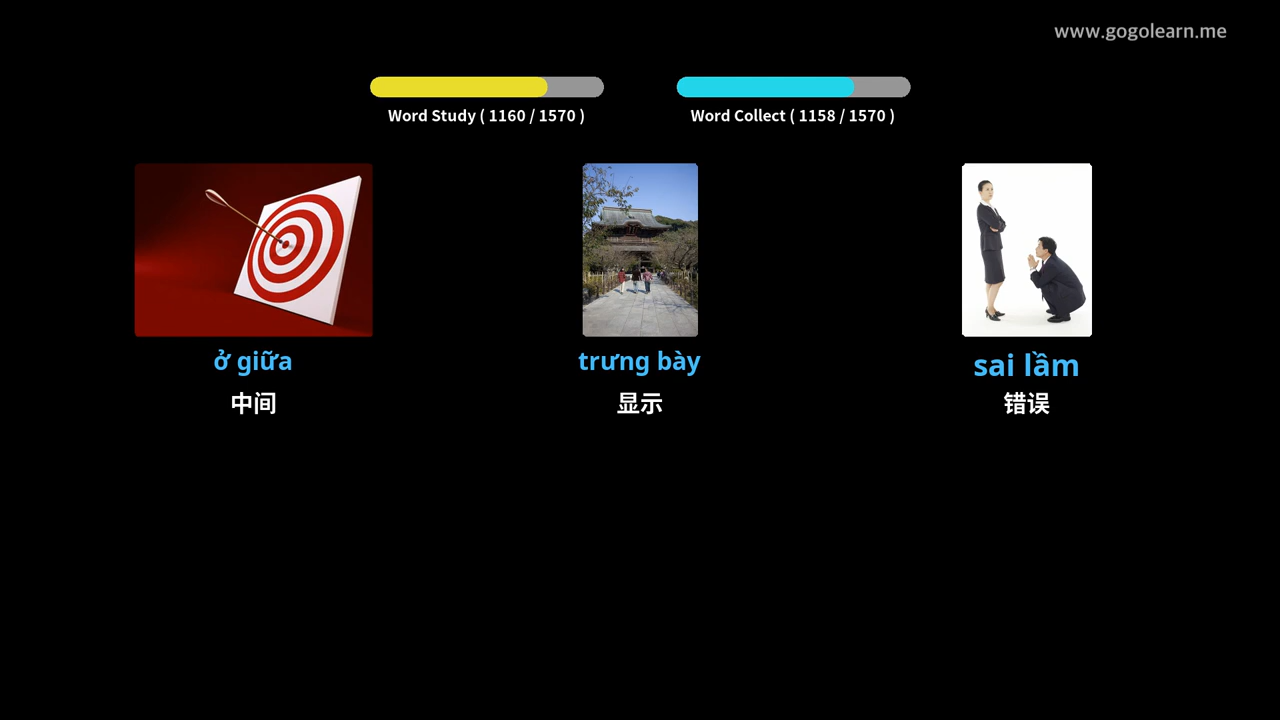 www.gogolearn.me
Word Study ( 1160 / 1570 )
Word Collect ( 1158 / 1570 )
ở giữa
trưng bày
sai lầm
中间
显示
错误